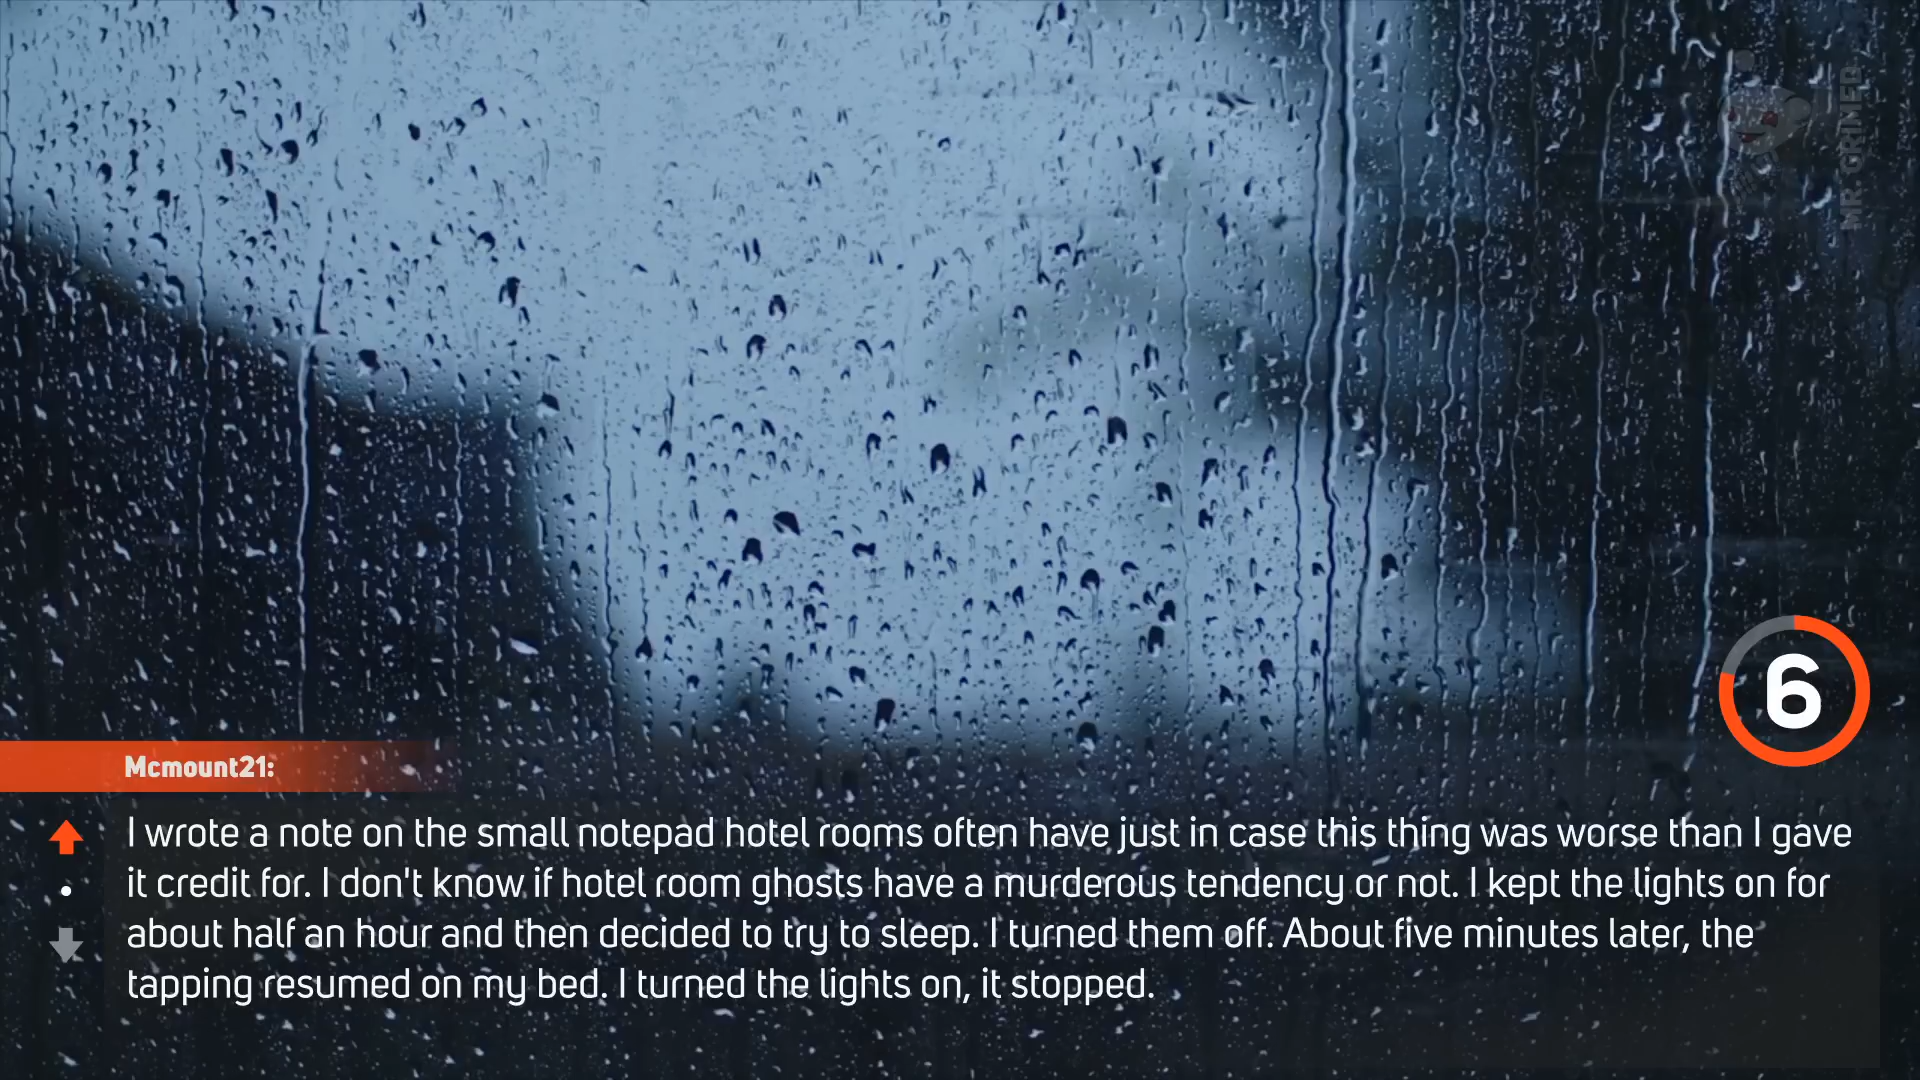 MR.GRIMED
6
Mcmount21:
I wrote a note on the small notepad hotel rooms often have just in case this thing was worse than I gave
it credit for. I don't know if hotel room ghosts have a murderous tendency or not. I kept the lights on for
about half an hour and then decided to try to sleep. I turned them off. About five minutes later, the
tapping resumed on my bed. I turned the lights on, it stopped.